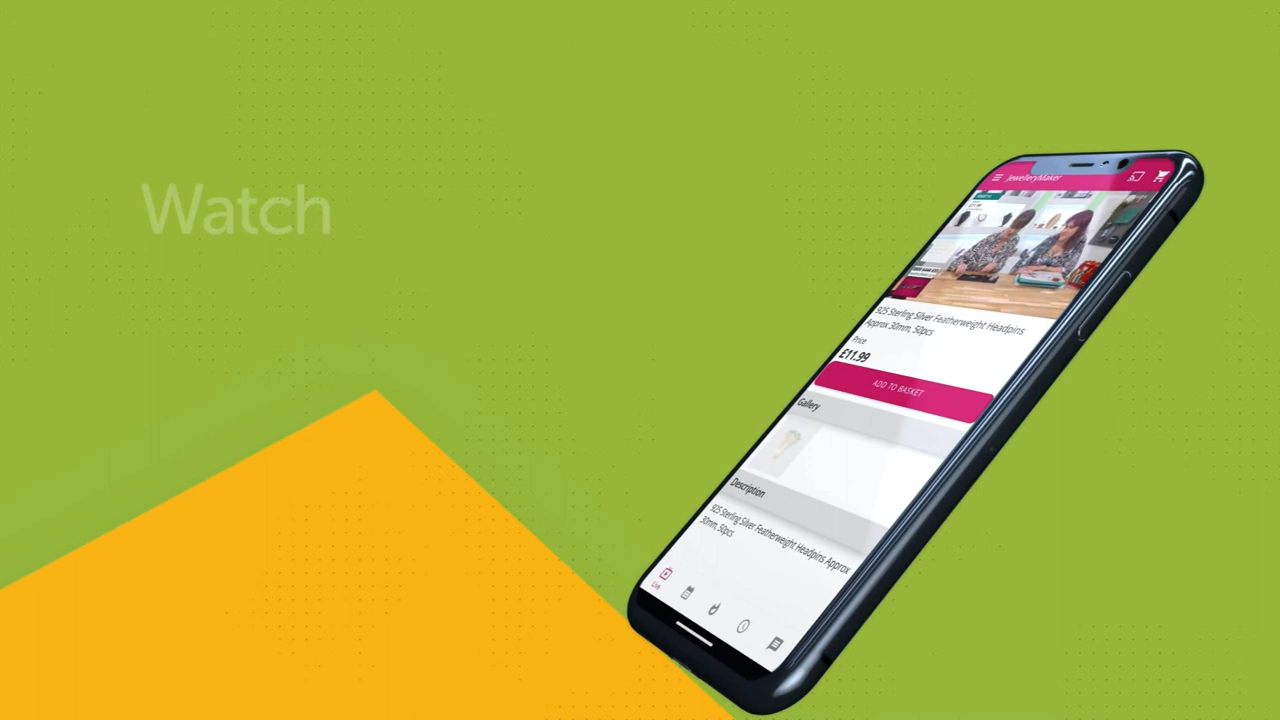 Watch
JewelleryMaker
925 Sterling Silver Featherweight Headpins
Approx 30mm, 50pcs
Price
£11.99
ADD TO BASKET
Gallery
Description
925 Sterling Silver Featherweight Headpins Approx
30mm, 50pcs
Live